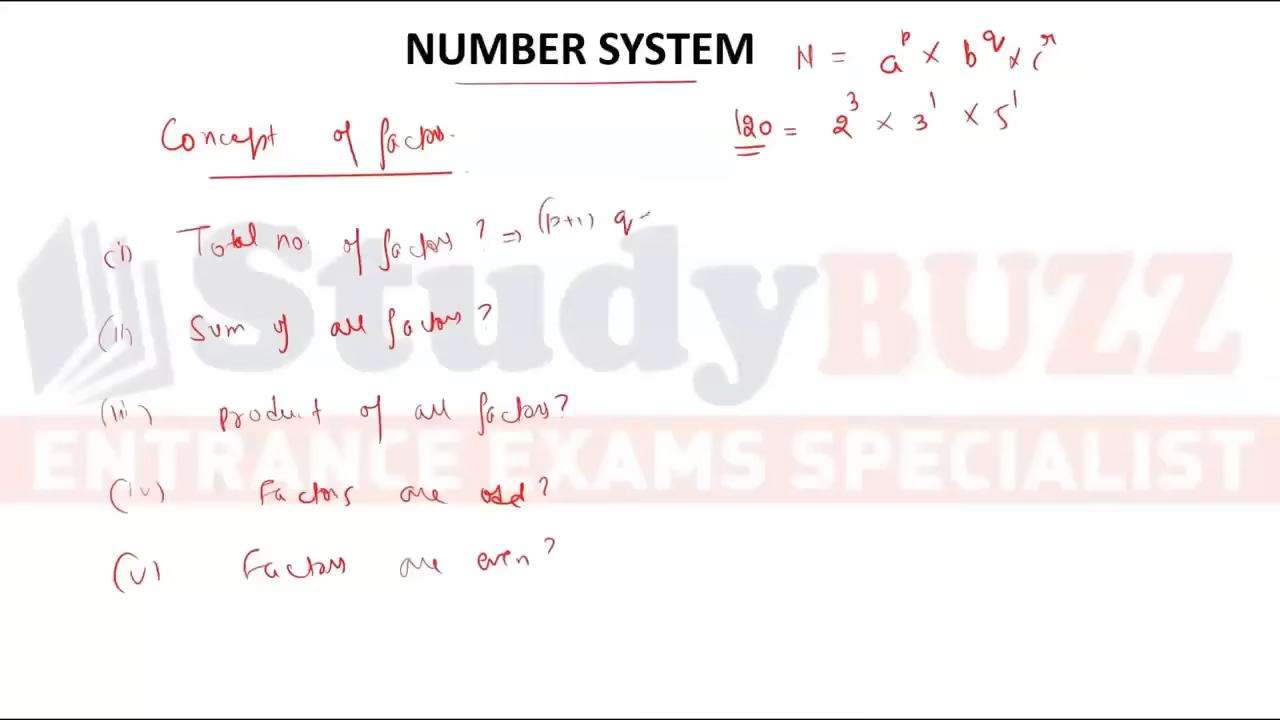 NUMBER SYSTEM
N = a^p × b^q × c^r
120 = 2^3 × 3^1 × 5^1
Concept of factors.
(i) Total no. of factors? ⇒ (p+1) q
(ii) Sum of all factors?
(iii) Product of all factors?
(iv) Factors are odd?
(v) Factors are even?
StudyBUZZ
ENTRANCE EXAMS SPECIALIST